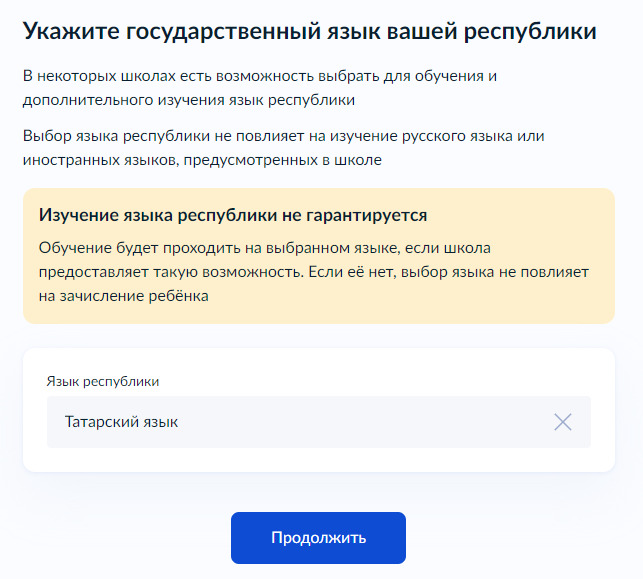 Укажите государственный язык вашей республики
В некоторых школах есть возможность выбрать для обучения и
дополнительного изучения язык республики
Выбор языка республики не повлияет на изучение русского языка или
иностранных языков, предусмотренных в школе
Изучение языка республики не гарантируется
Обучение будет проходить на выбранном языке, если школа
предоставляет такую возможность. Если её нет, выбор языка не повлияет
на зачисление ребёнка
Язык республики
Татарский язык
Продолжить